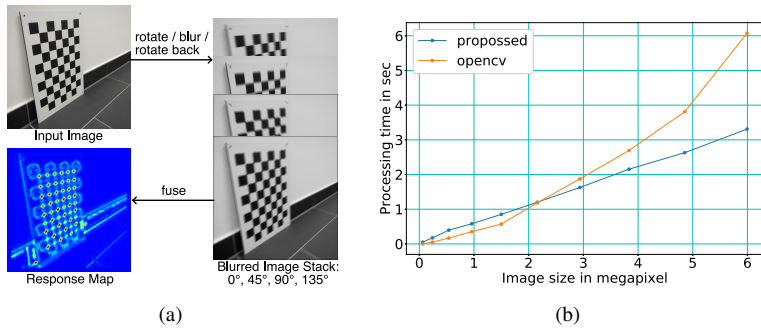 rotate / blur /
rotate back
Input Image
fuse
Response Map
Blurred Image Stack:
0°, 45°, 90°, 135°
(a)
propossed
opencv
Processing time in sec
6
5
4
3
2
1
0
0 1 2 3 4 5 6
Image size in megapixel
(b)